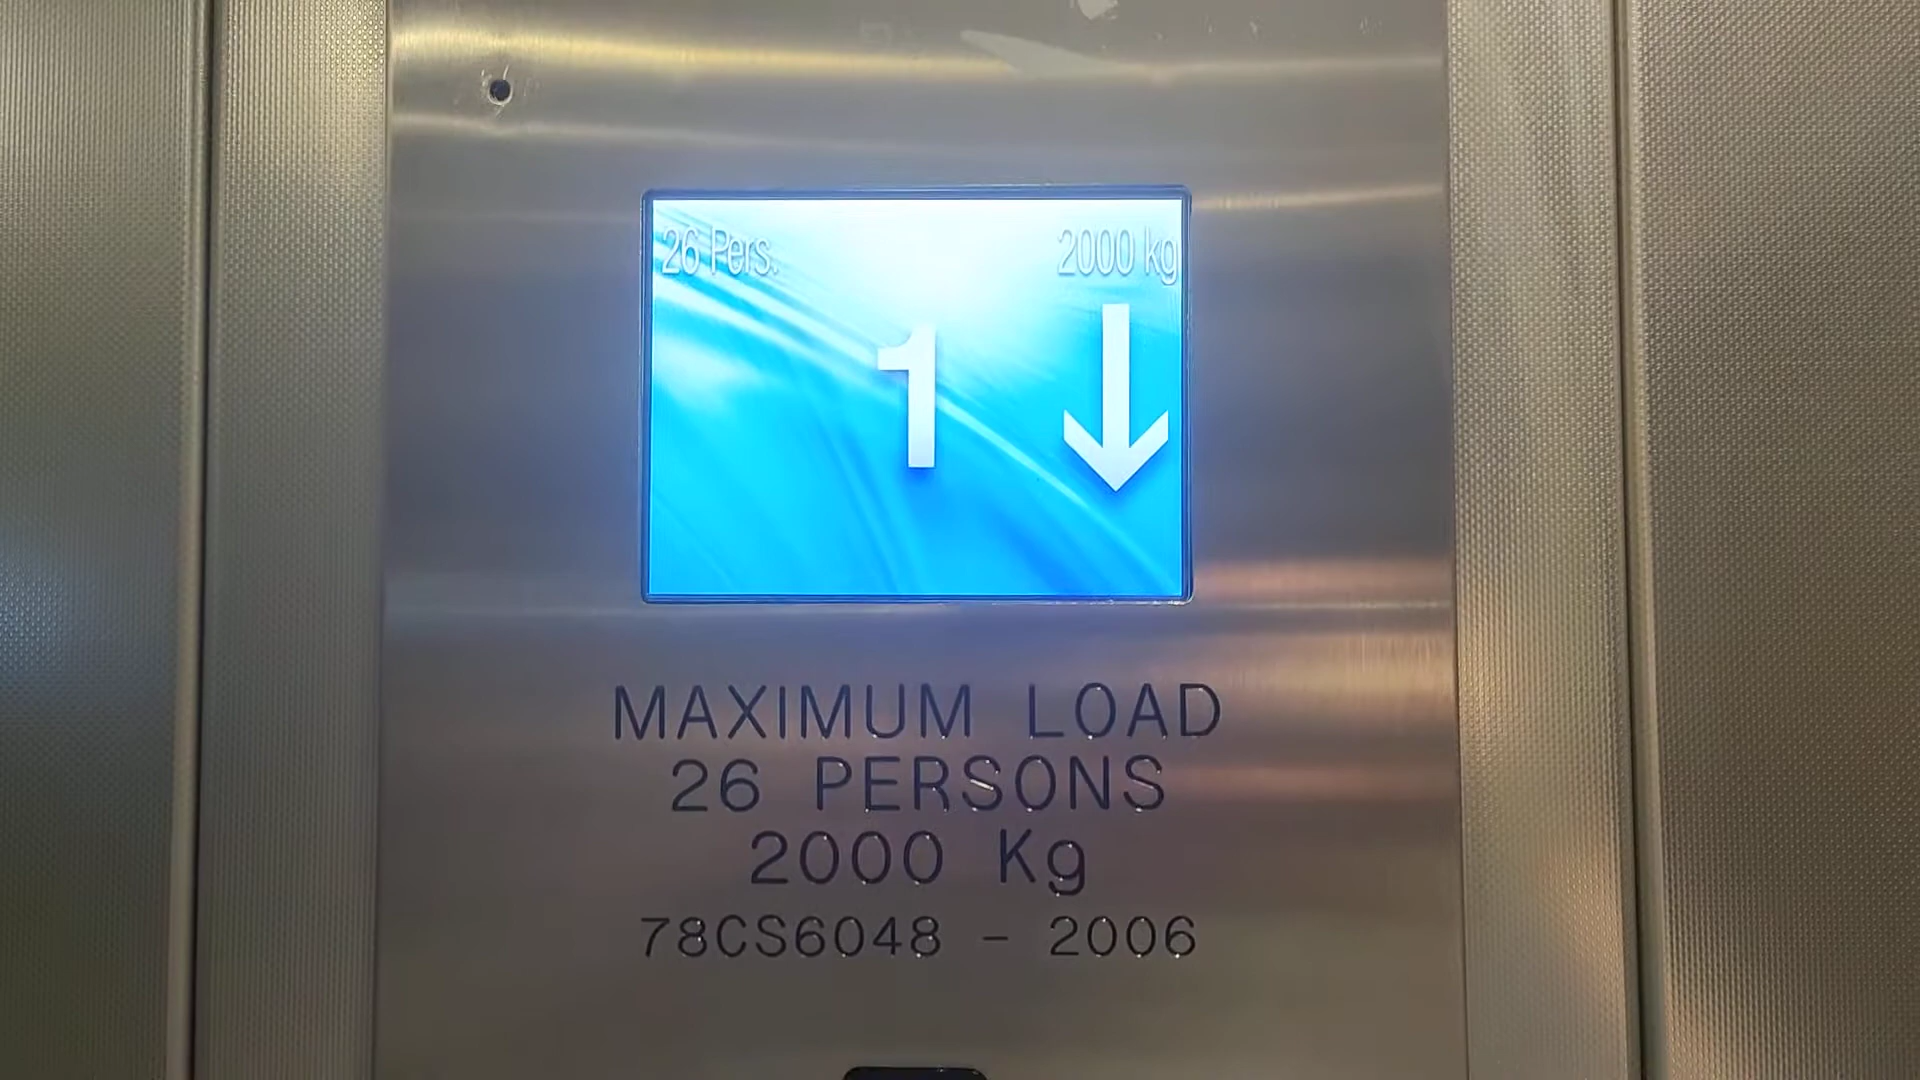 26 Pers. 2000 kg
1
MAXIMUM LOAD
26 PERSONS
2000 Kg
78CS6048 - 2006